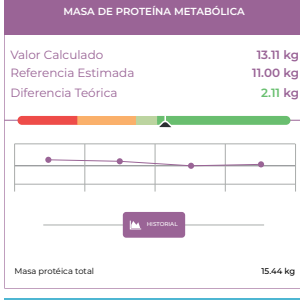 MASA DE PROTEÍNA METABÓLICA
Valor Calculado 13.11 kg
Referencia Estimada 11.00 kg
Diferencia Teórica 2.11 kg
HISTORIAL
Masa protéica total 15.44 kg